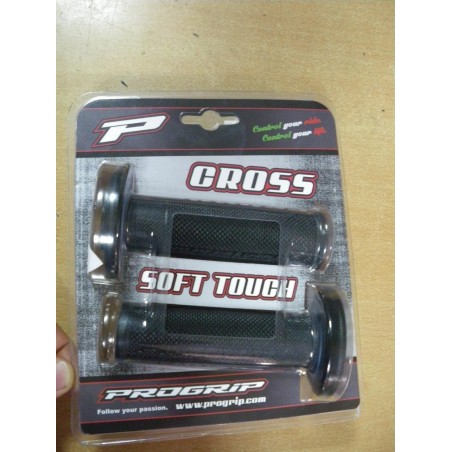 P
Control your ride.
Control your life.
CROSS
SOFT TOUCH
PROGRIP
Follow your passion.
www.progrip.com